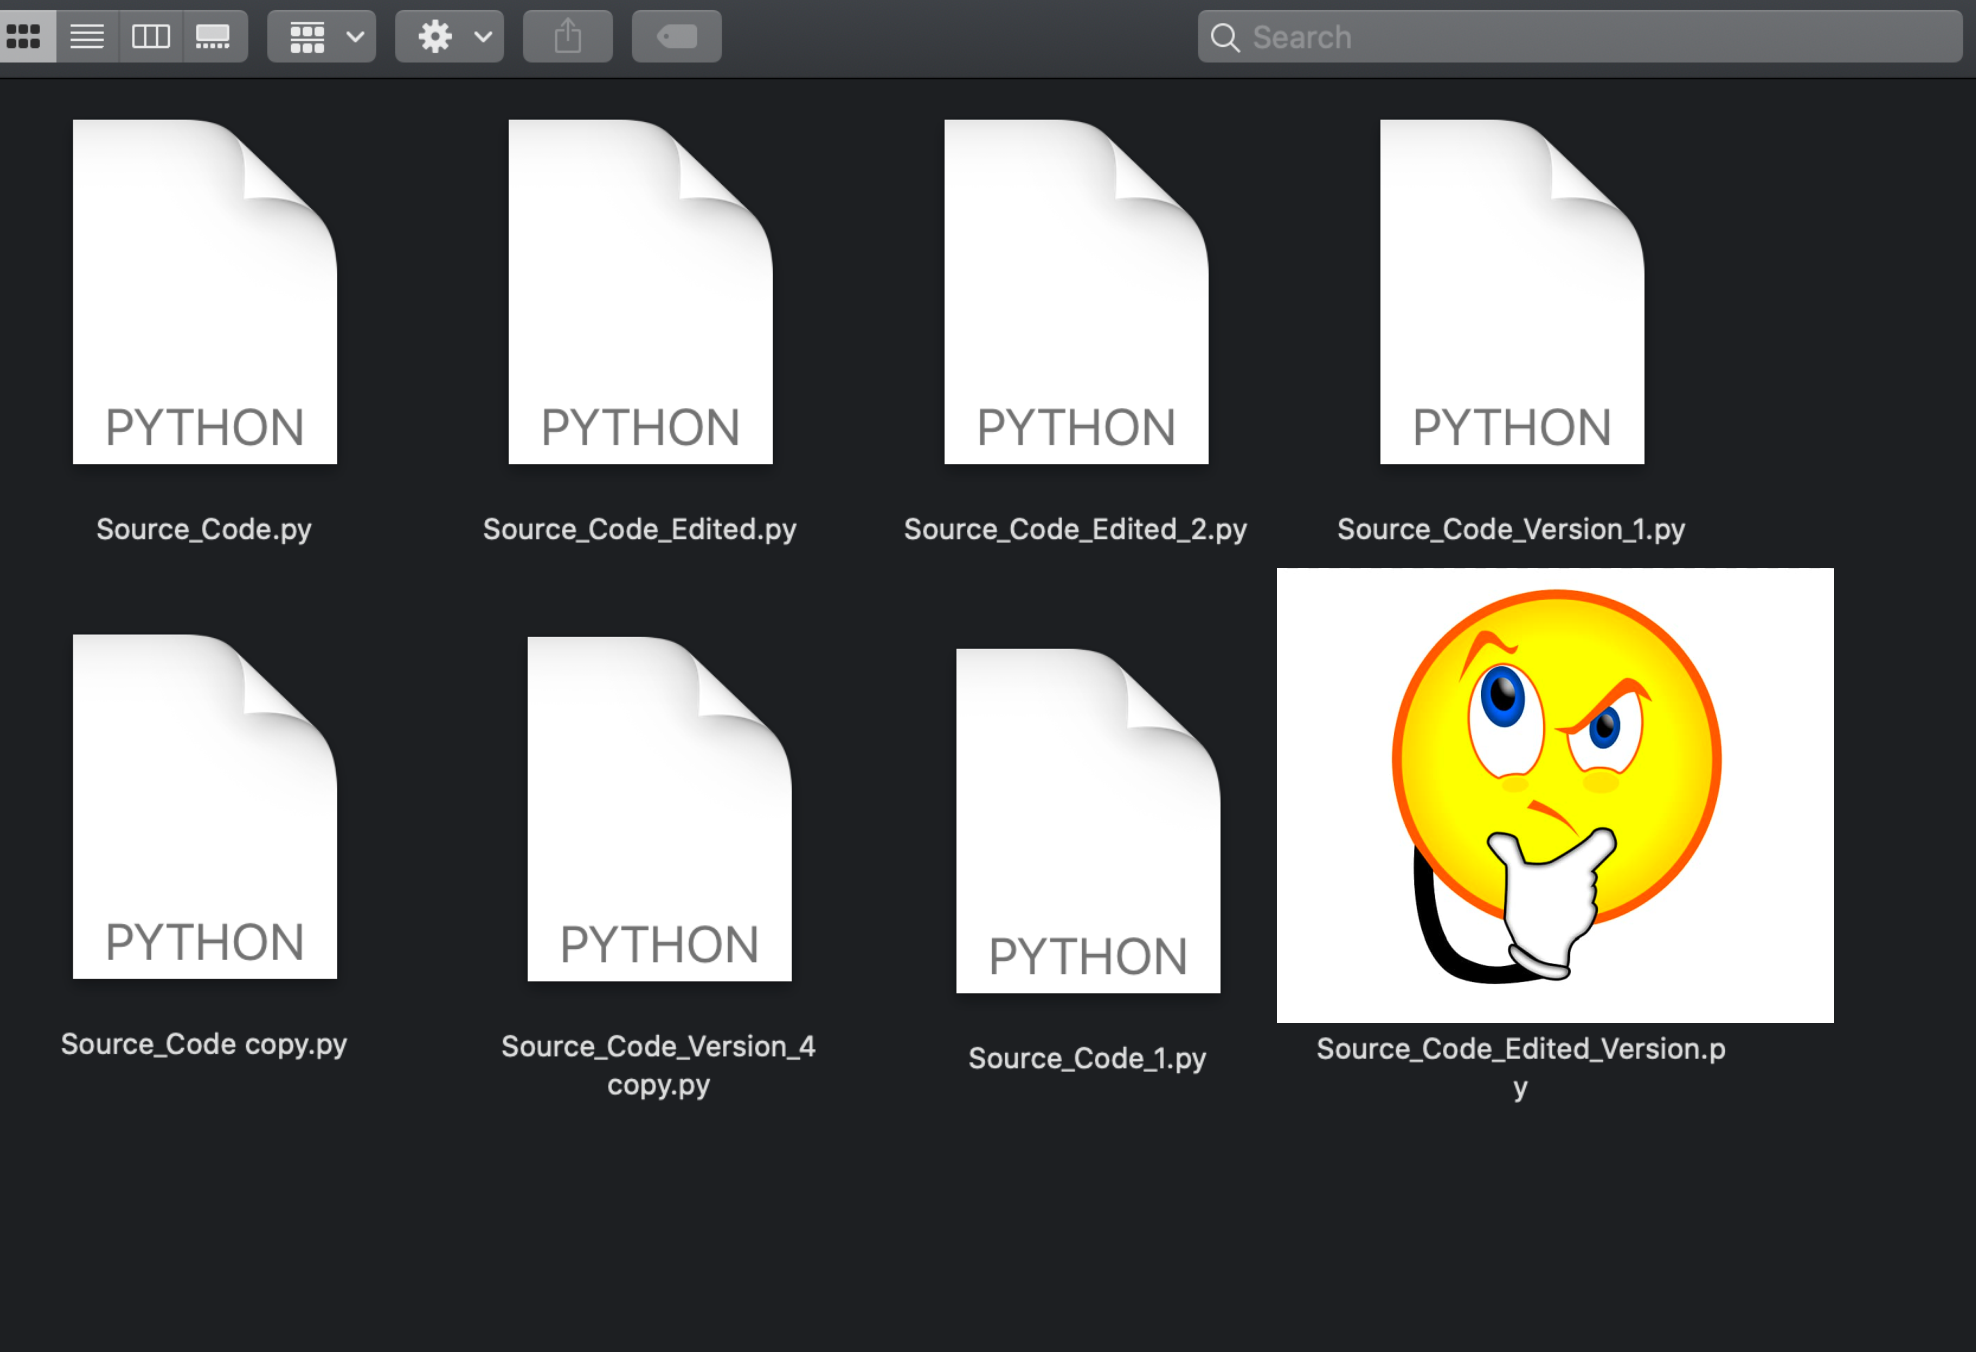 Search
PYTHON
PYTHON
PYTHON
PYTHON
Source_Code.py
Source_Code_Edited.py
Source_Code_Edited_2.py
Source_Code_Version_1.py
PYTHON
PYTHON
PYTHON
Source_Code copy.py
Source_Code_Version_4
copy.py
Source_Code_1.py
Source_Code_Edited_Version.p
y